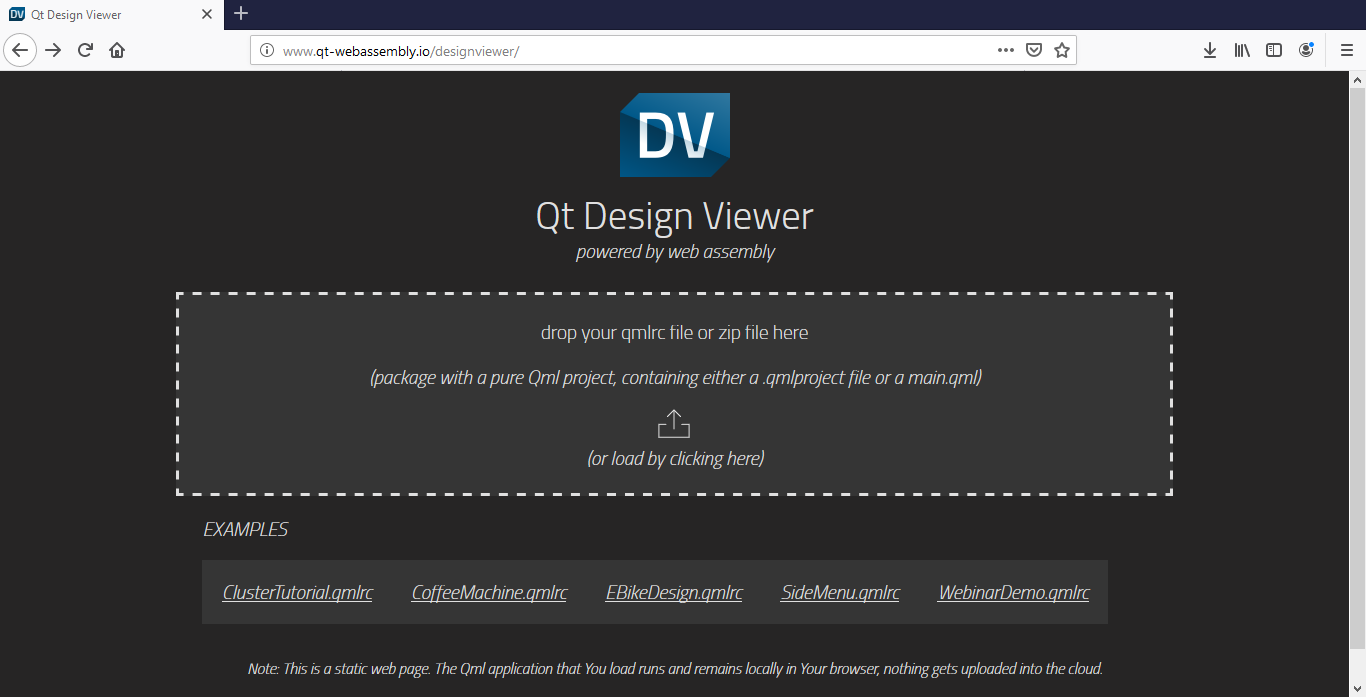 Qt Design Viewer
www.qt-webassembly.io/designviewer/
DV
Qt Design Viewer
powered by web assembly
drop your qmlrc file or zip file here
(package with a pure Qml project, containing either a .qmlproject file or a main.qml)
(or load by clicking here)
EXAMPLES
ClusterTutorial.qmlrc CoffeeMachine.qmlrc EBikeDesign.qmlrc SideMenu.qmlrc WebinarDemo.qmlrc
Note: This is a static web page. The Qml application that You load runs and remains locally in Your browser, nothing gets uploaded into the cloud.